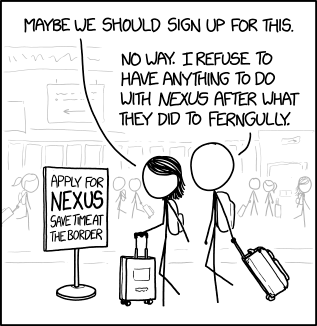 MAYBE WE SHOULD SIGN UP FOR THIS.
NO WAY. I REFUSE TO
HAVE ANYTHING TO DO
WITH NEXUS AFTER WHAT
THEY DID TO FERNGULLY.
APPLY FOR
NEXUS
SAVE TIME AT
THE BORDER